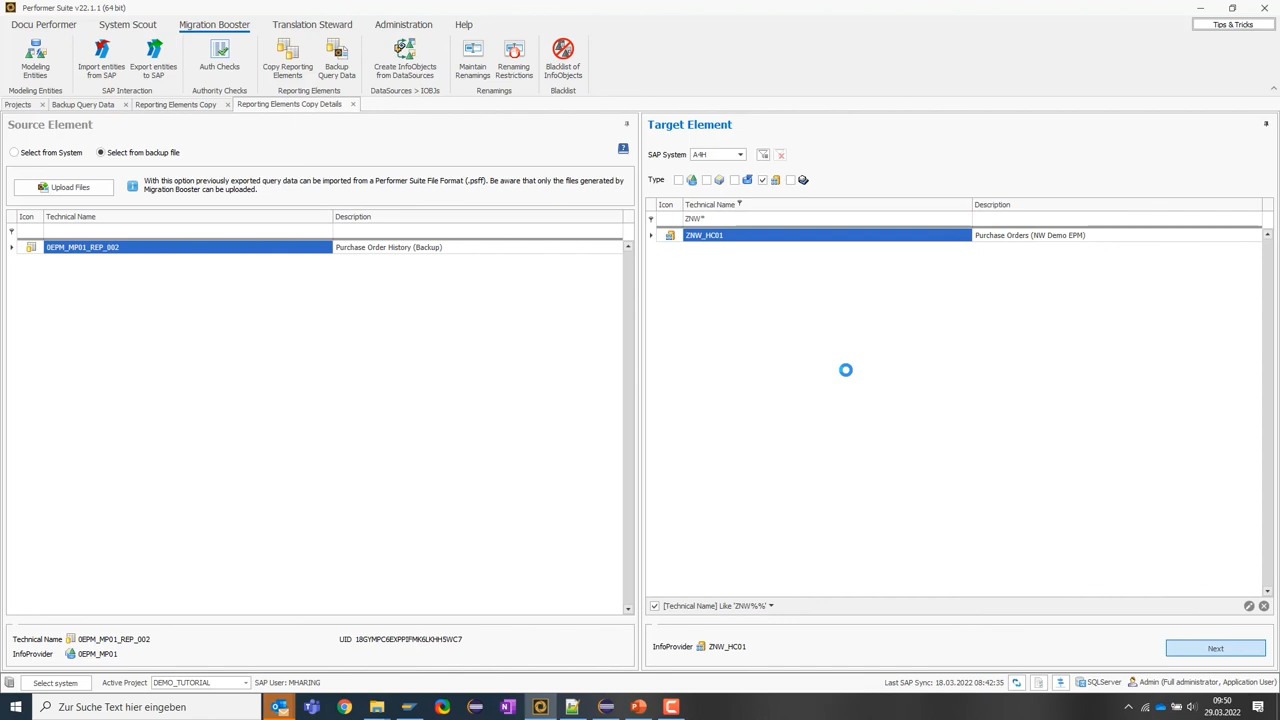 Performer Suite v22.1.1 (64 bit)
Docu Performer System Scout Migration Booster Translation Steward Administration Help Tips & Tricks
Modeling Entities
Import entities from SAP
Export entities to SAP
Auth Checks
Copy Reporting Elements
Backup Query Data
Create InfoObjects from DataSources
Maintain Renamings
Renaming Restrictions
Blacklist of InfoObjects
Modeling Entities SAP Interaction Authority Checks Reporting Elements DataSources > IOBJs Renamings Blacklist
Projects Backup Query Data Reporting Elements Copy Reporting Elements Copy Details
Source Element
Select from System Select from backup file
Upload Files
With this option previously exported query data can be imported from a Performer Suite File Format (.psff). Be aware that only the files generated by
Migration Booster can be uploaded.
Icon Technical Name Description
0EPM_MP01_REP_002 Purchase Order History (Backup)
Technical Name 0EPM_MP01_REP_002 UID 18GYMPC6EXPPIFMK6LKHH5WC7
InfoProvider 0EPM_MP01
Target Element
SAP System A4H
Type
Icon Technical Name Description
ZNW*
ZNW_HC01 Purchase Orders (NW Demo EPM)
[Technical Name] Like 'ZNW%%'
InfoProvider ZNW_HC01 Next
Select system Active Project DEMO_TUTORIAL SAP User: MHARING Last SAP Sync: 18.03.2022 08:42:35 SQLServer Admin (Full administrator, Application User)
Zur Suche Text hier eingeben
09:50
29.03.2022